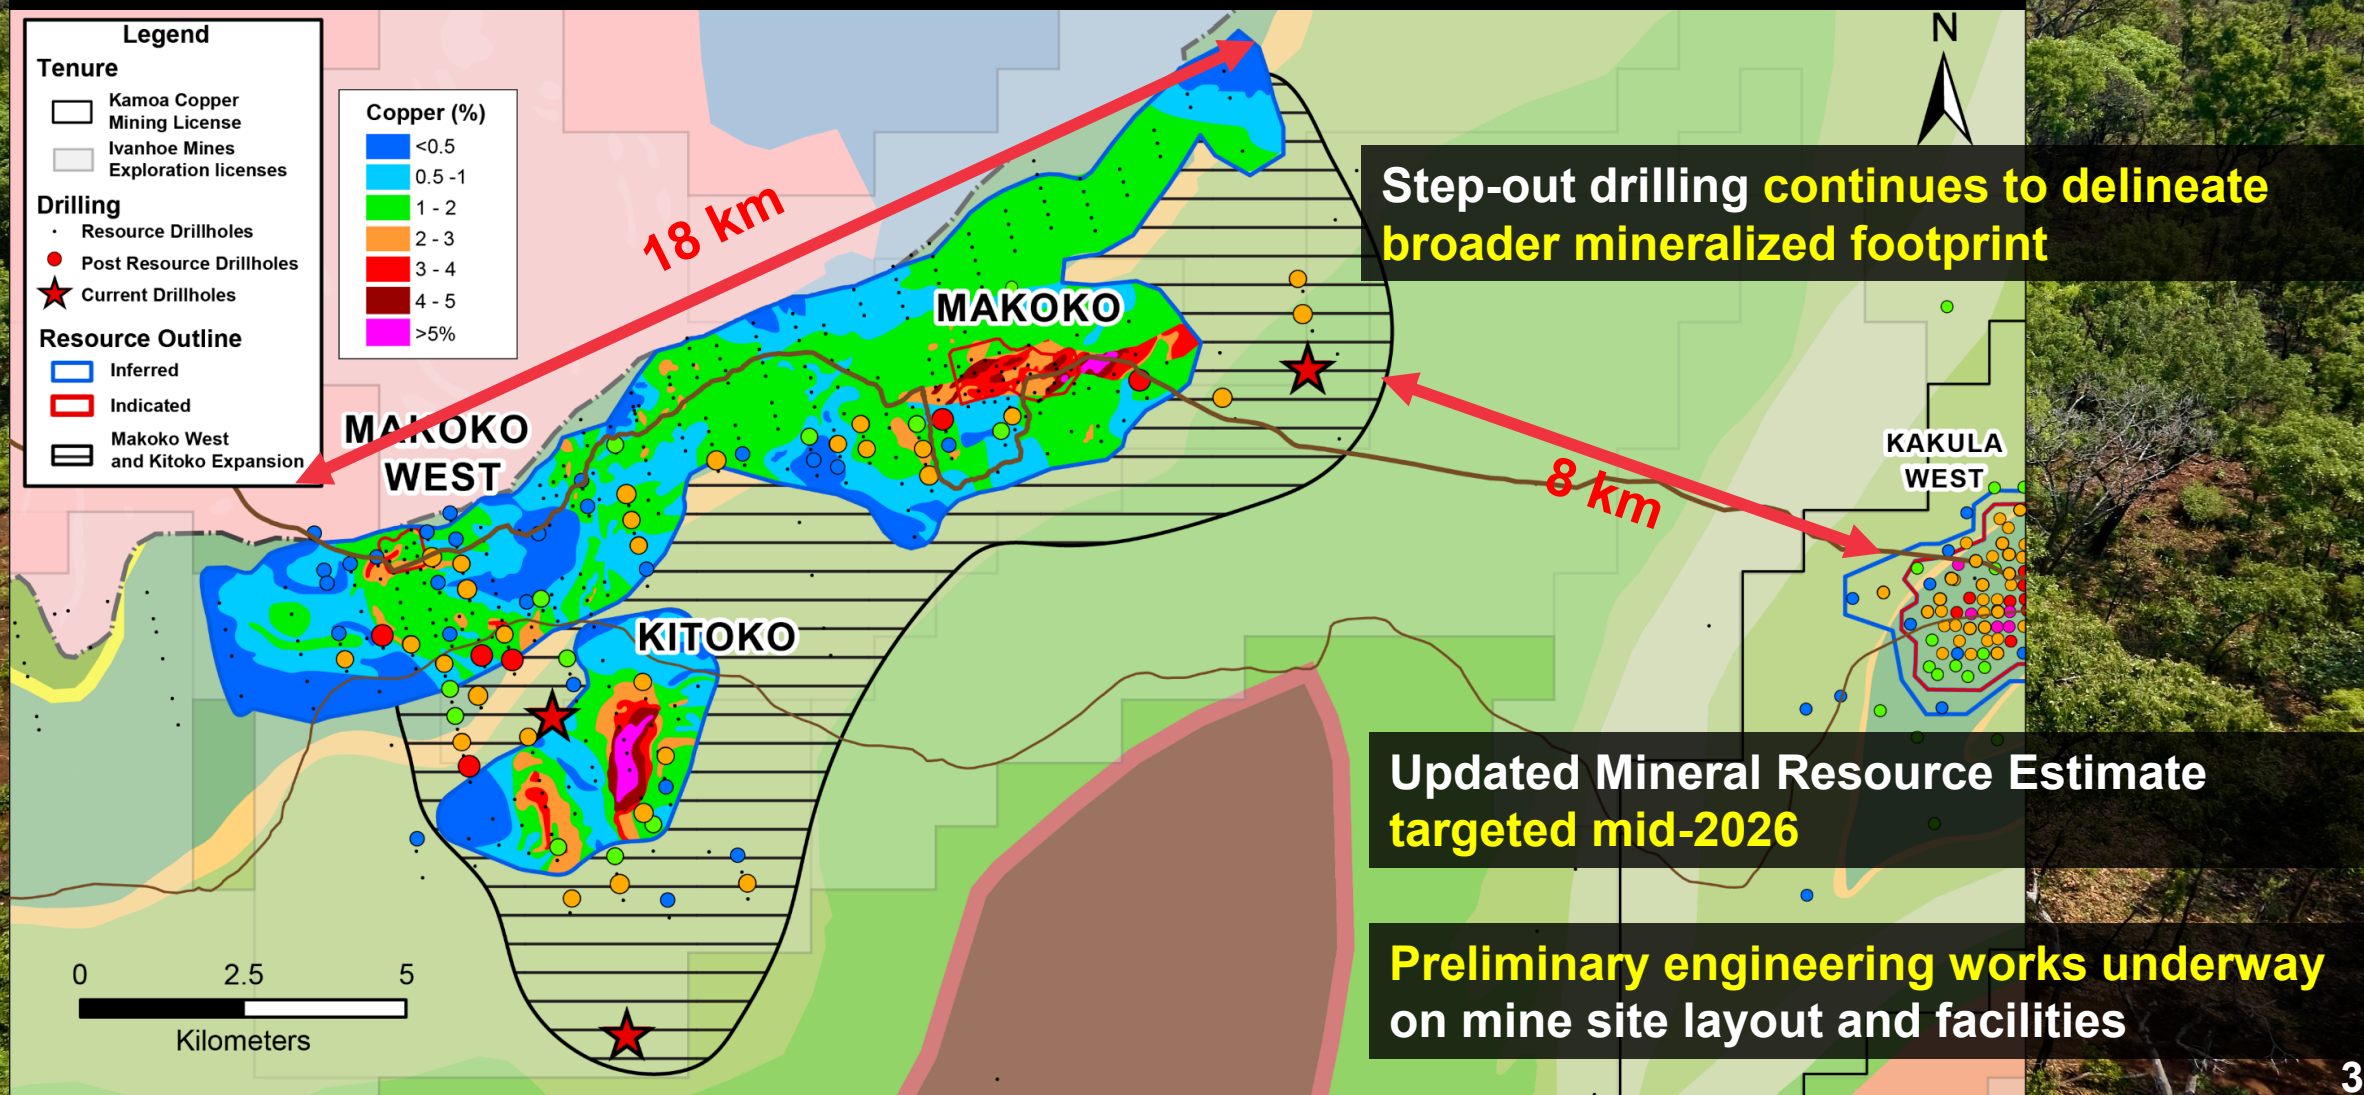 Legend
Tenure
Kamoa Copper
Mining License
Ivanhoe Mines
Exploration licenses
Drilling
Resource Drillholes
Post Resource Drillholes
Current Drillholes
Resource Outline
Inferred
Indicated
Makoko West
and Kitoko Expansion
Copper (%)
<0.5
0.5 -1
1 - 2
2 - 3
3 - 4
4 - 5
>5%
18 km
N
Step-out drilling continues to delineate
broader mineralized footprint
MAKOKO
MAKOKO
WEST
KAKULA
WEST
8 km
KITOKO
Updated Mineral Resource Estimate
targeted mid-2026
Preliminary engineering works underway
on mine site layout and facilities
0 2.5 5
Kilometers
3